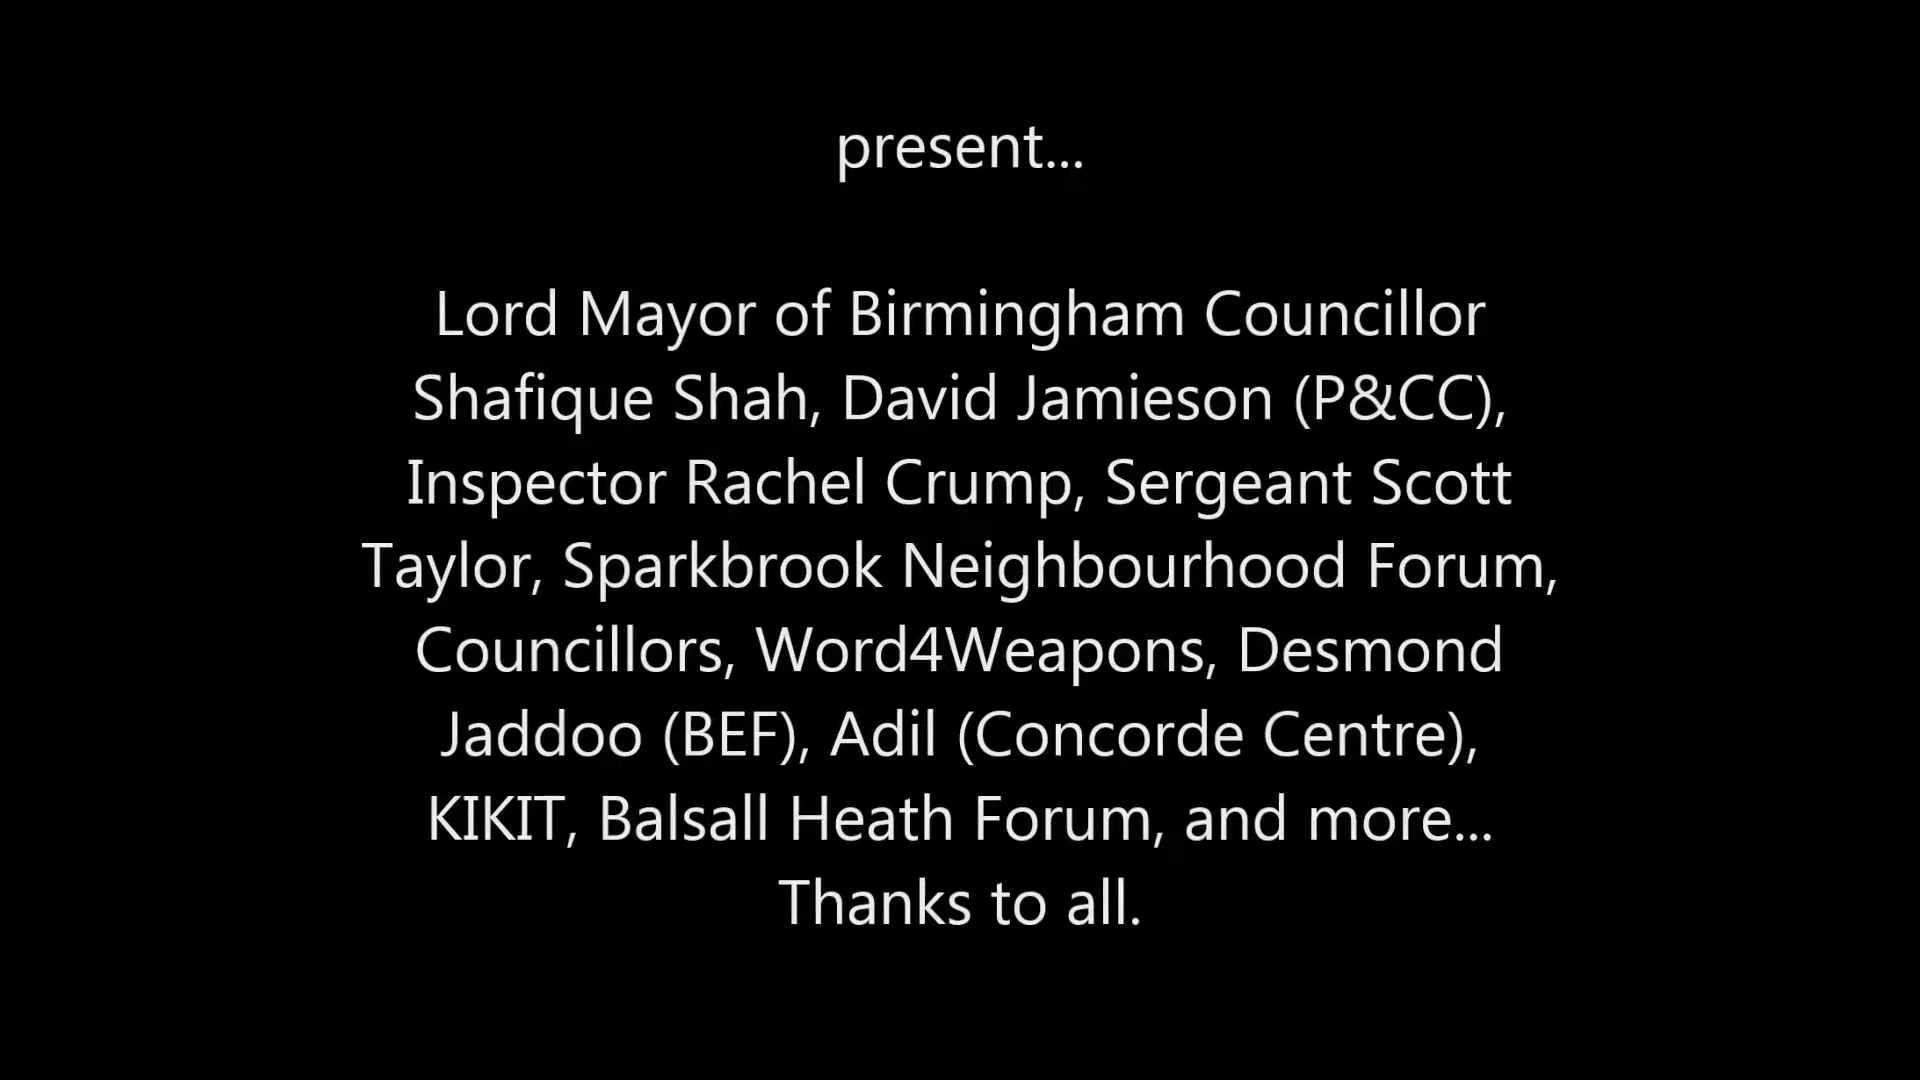 present...
Lord Mayor of Birmingham Councillor
Shafique Shah, David Jamieson (P&CC),
Inspector Rachel Crump, Sergeant Scott
Taylor, Sparkbrook Neighbourhood Forum,
Councillors, Word4Weapons, Desmond
Jaddoo (BEF), Adil (Concorde Centre),
KIKIT, Balsall Heath Forum, and more...
Thanks to all.